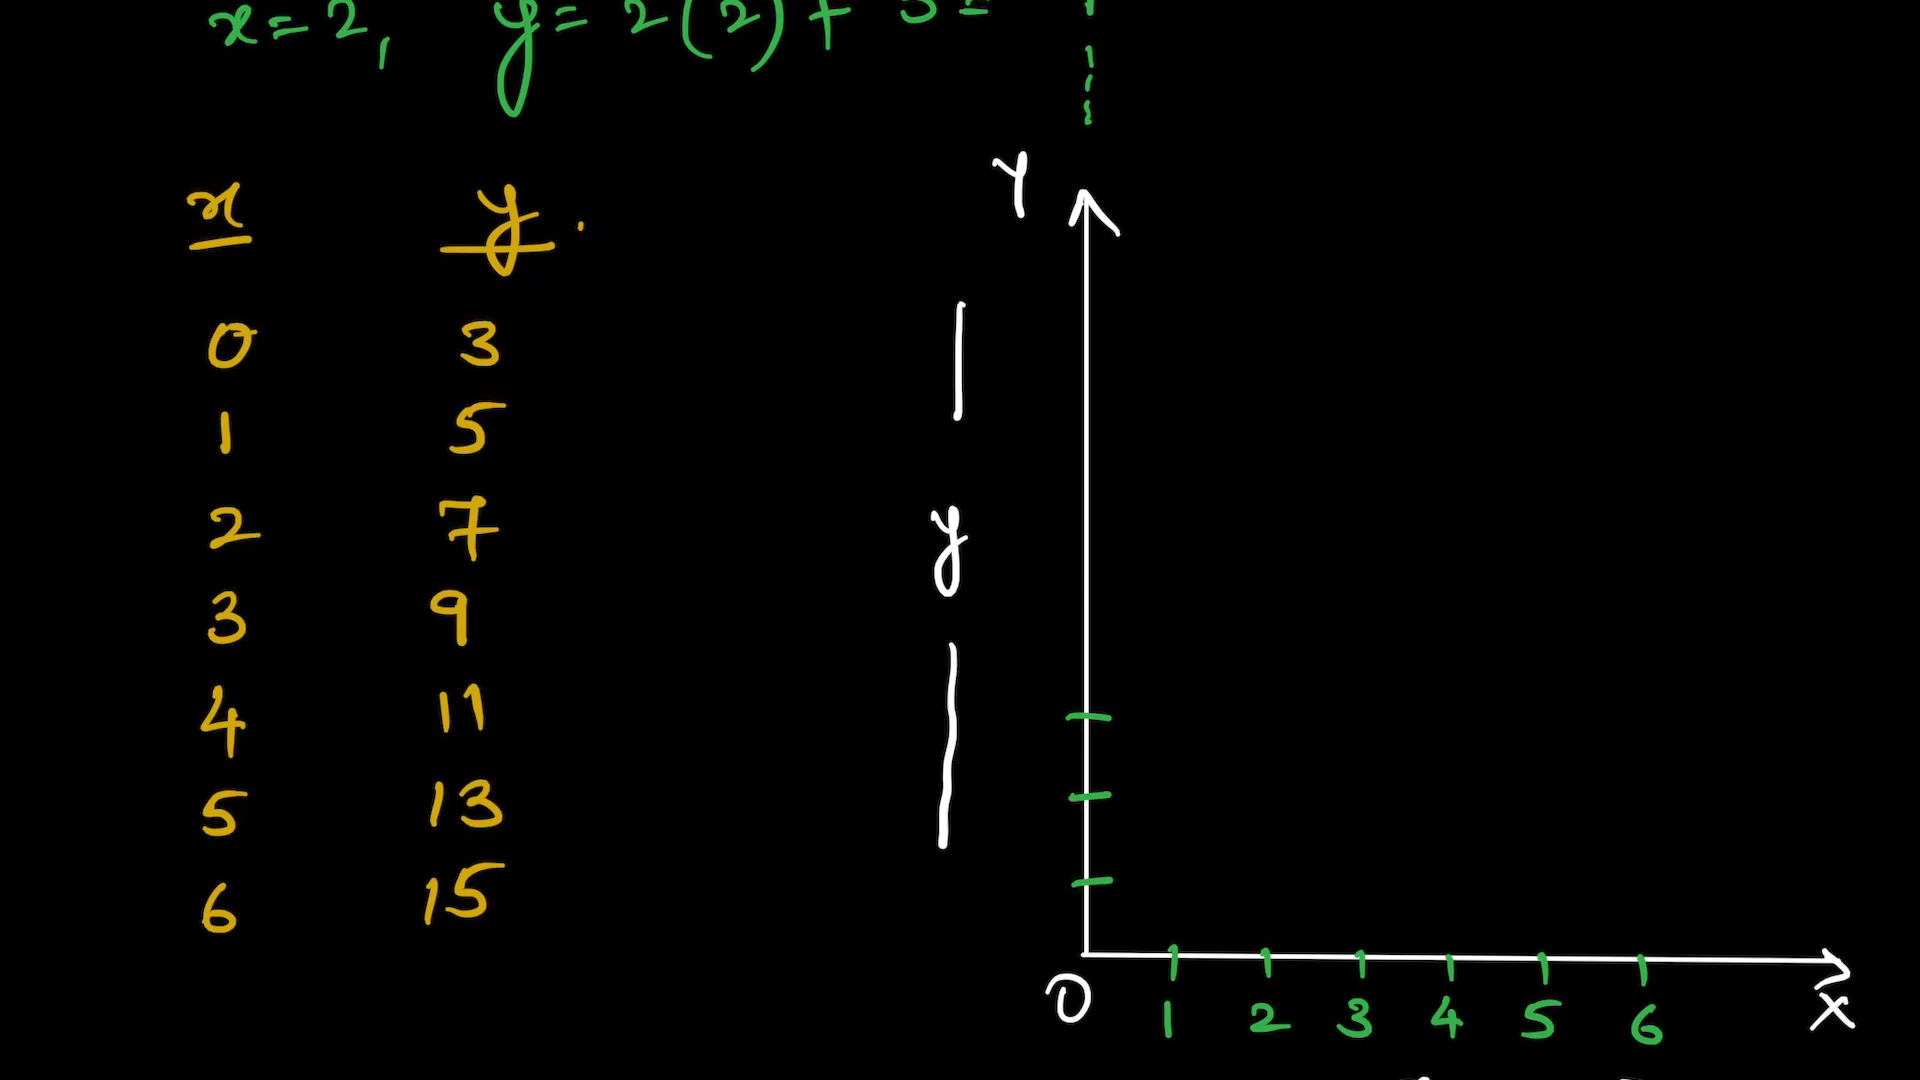 x = 2, y = 2(2) + 3 =
x y
0 3
1 5
2 7
3 9
4 11
5 13
6 15
Y
y
0 1 2 3 4 5 6 X